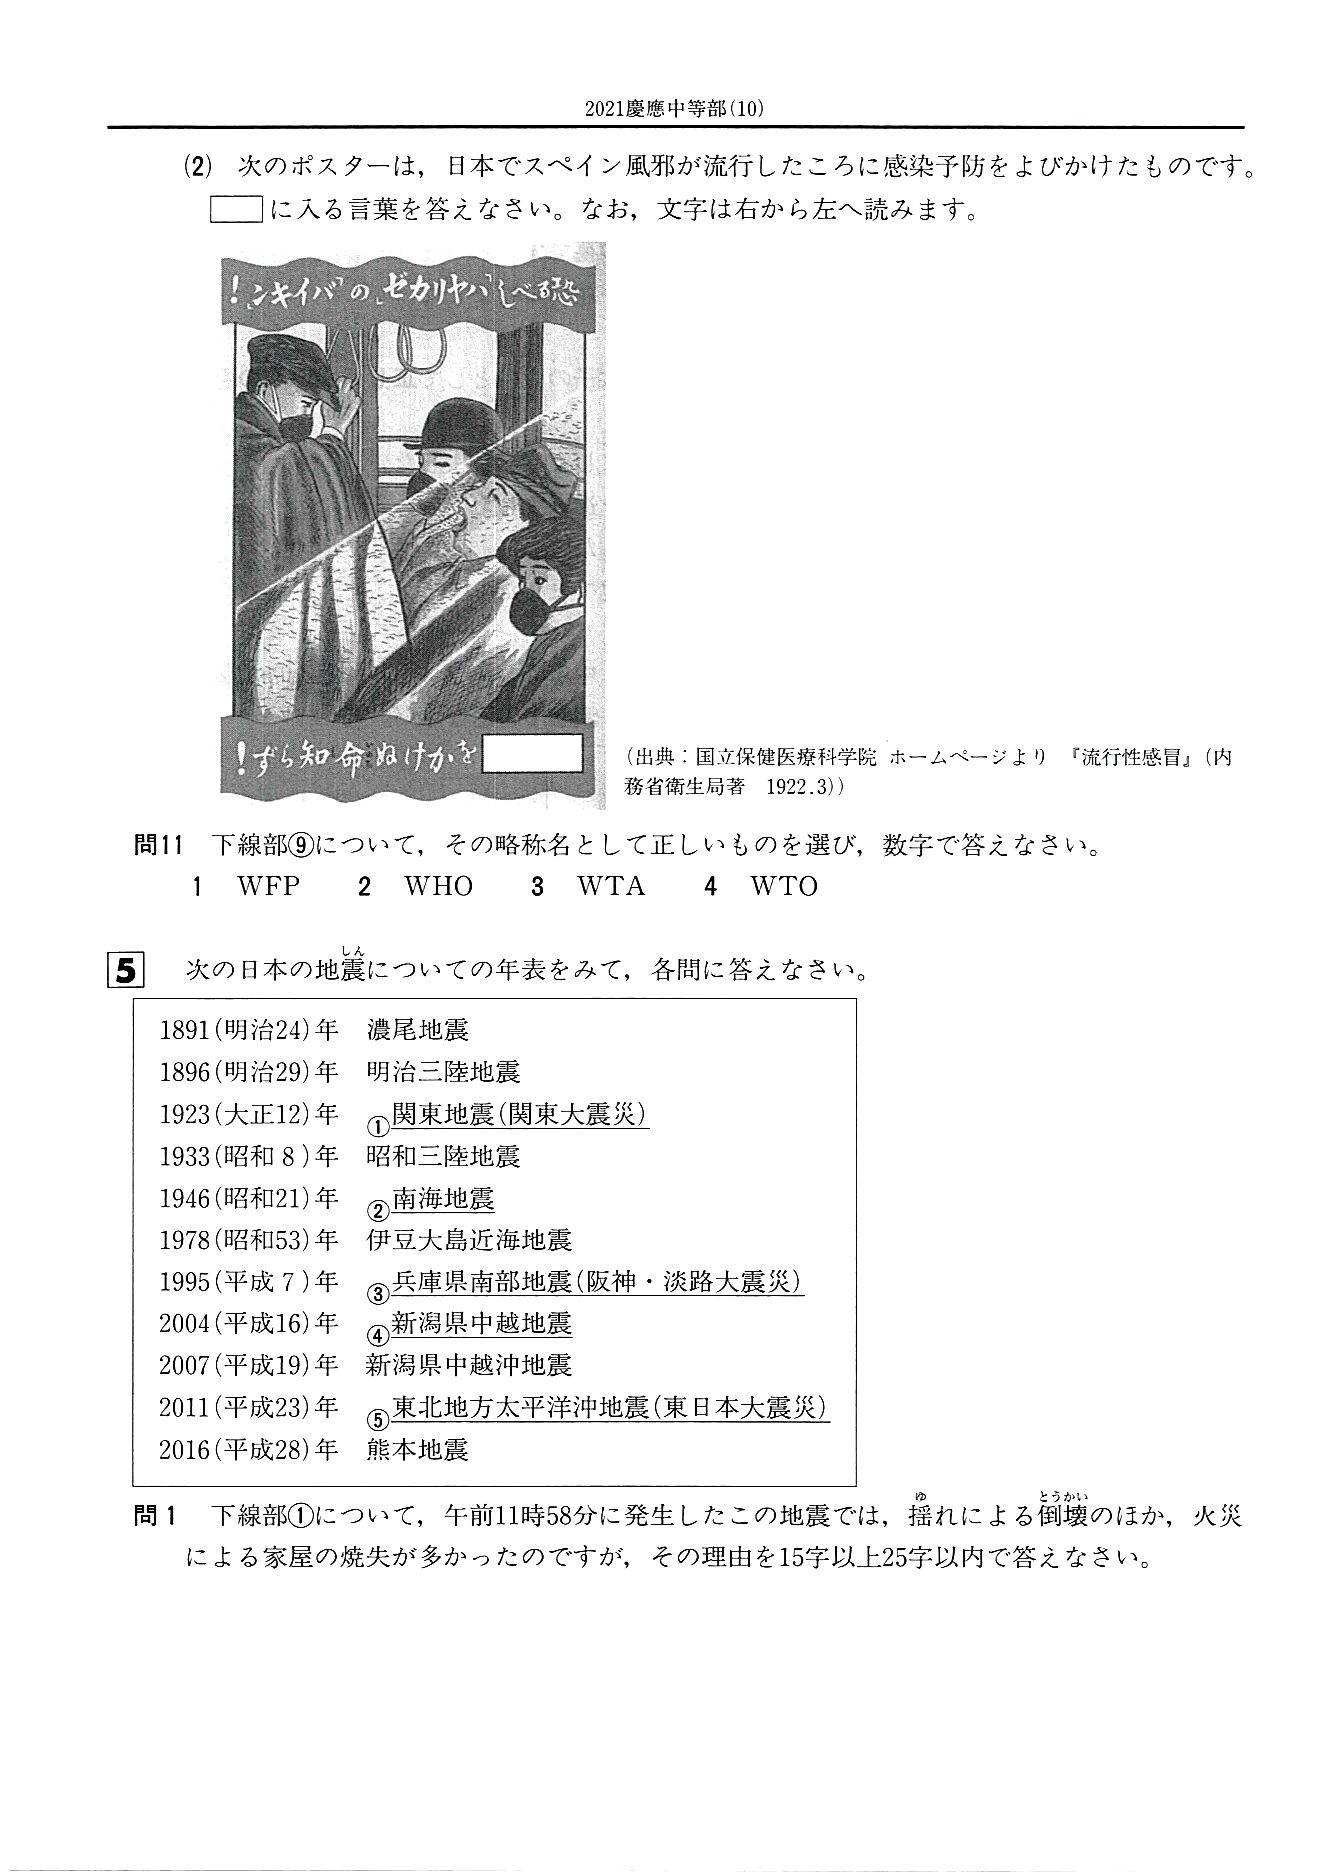 2021慶應中等部(10)
(2)　次のポスターは，日本でスペイン風邪が流行したころに感染予防をよびかけたものです。
に入る言葉を答えなさい。なお，文字は右から左へ読みます。
恐るべし「ハヤリカゼ」の「バイキン」！
をかけぬ命知らず！
（出典：国立保健医療科学院 ホームページより　『流行性感冒』（内
務省衛生局著　1922.3））
問11　下線部⑨について，その略称名として正しいものを選び，数字で答えなさい。
1　WFP　　2　WHO　　3　WTA　　4　WTO
5　次の日本の地震(しん)についての年表をみて，各問に答えなさい。
1891(明治24)年　濃尾地震
1896(明治29)年　明治三陸地震
1923(大正12)年　①関東地震(関東大震災)
1933(昭和８)年　昭和三陸地震
1946(昭和21)年　②南海地震
1978(昭和53)年　伊豆大島近海地震
1995(平成７)年　③兵庫県南部地震(阪神・淡路大震災)
2004(平成16)年　④新潟県中越地震
2007(平成19)年　新潟県中越沖地震
2011(平成23)年　⑤東北地方太平洋沖地震(東日本大震災)
2016(平成28)年　熊本地震
問1　下線部①について，午前11時58分に発生したこの地震では，揺(ゆ)れによる倒壊(とうかい)のほか，火災
による家屋の焼失が多かったのですが，その理由を15字以上25字以内で答えなさい。